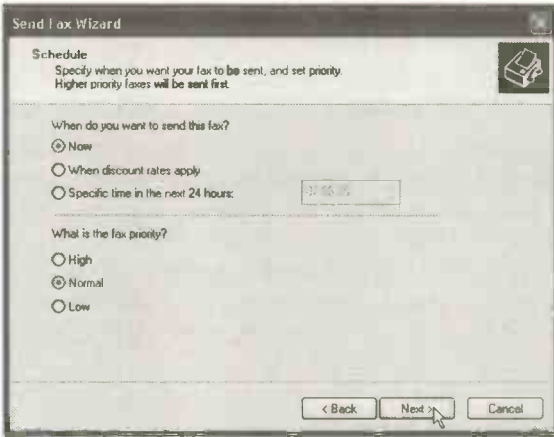 Send Fax Wizard
Schedule
Specify when you want your fax to be sent, and set priority.
Higher priority faxes will be sent first.
When do you want to send this fax?
Now
When discount rates apply
Specific time in the next 24 hours:
What is the fax priority?
High
Normal
Low
< Back
Next >
Cancel